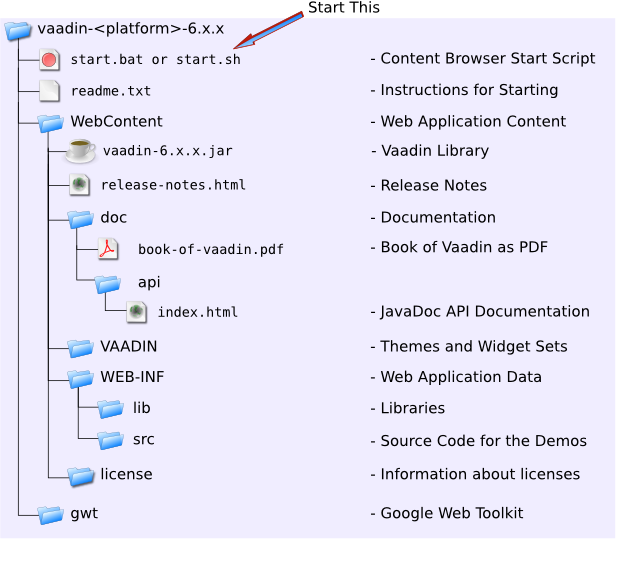 Start This
vaadin-<platform>-6.x.x
start.bat or start.sh - Content Browser Start Script
readme.txt - Instructions for Starting
WebContent - Web Application Content
vaadin-6.x.x.jar - Vaadin Library
release-notes.html - Release Notes
doc - Documentation
book-of-vaadin.pdf - Book of Vaadin as PDF
api
index.html - JavaDoc API Documentation
VAADIN - Themes and Widget Sets
WEB-INF - Web Application Data
lib - Libraries
src - Source Code for the Demos
license - Information about licenses
gwt - Google Web Toolkit